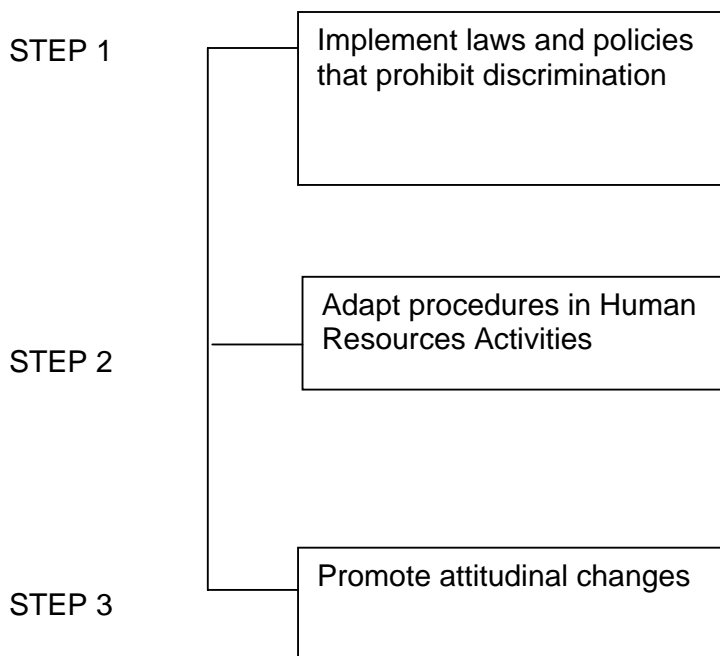 STEP 1
Implement laws and policies
that prohibit discrimination
STEP 2
Adapt procedures in Human
Resources Activities
STEP 3
Promote attitudinal changes